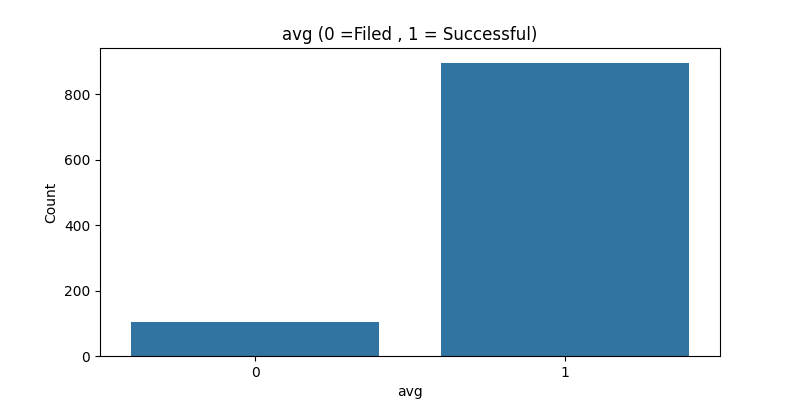 avg (0 =Filed , 1 = Successful)
800
600
400
200
0
Count
0 1
avg